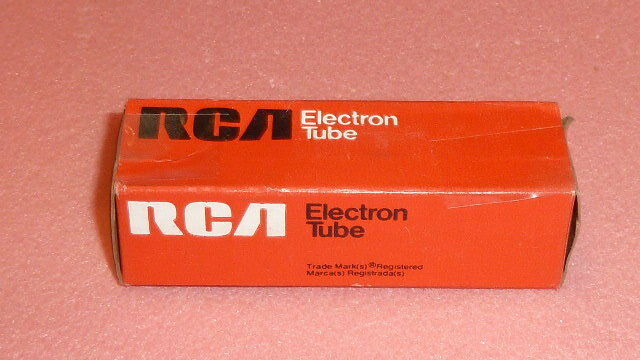 RCA Electron
Tube
RCA Electron
Tube
Trade Mark(s)®Registered
Marca(s) Registrada(s)